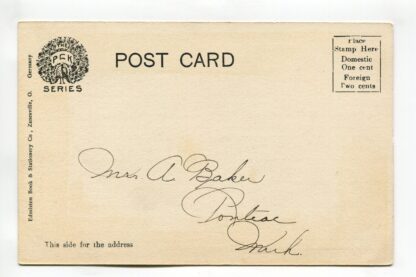 THE
P C K
SERIES
POST CARD
Place
Stamp Here
Domestic
One cent
Foreign
Two cents
Edmiston Book & Stationery Co., Zanesville, O. Germany
Mrs A. Baker
Pontiac
Mich.
This side for the address